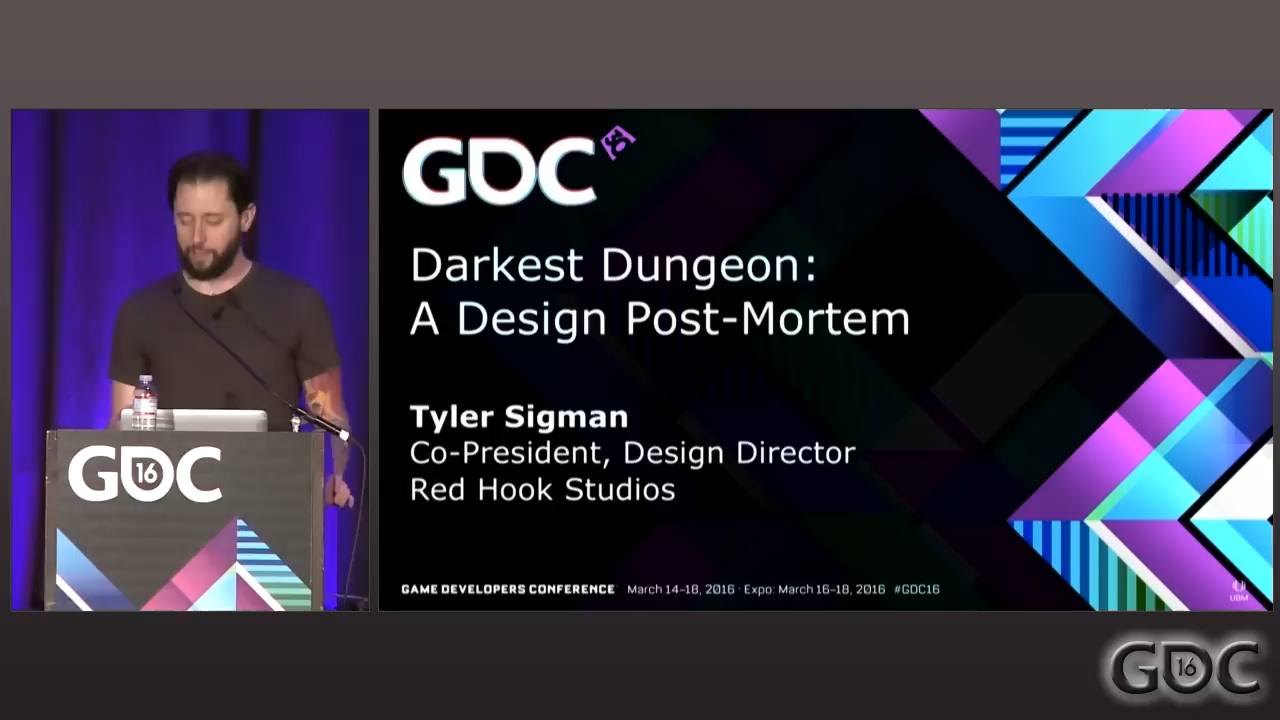 GDC 16
GDC 16
Darkest Dungeon:
A Design Post-Mortem
Tyler Sigman
Co-President, Design Director
Red Hook Studios
GAME DEVELOPERS CONFERENCE March 14–18, 2016 · Expo: March 16–18, 2016 #GDC16
UBM
GDC 16